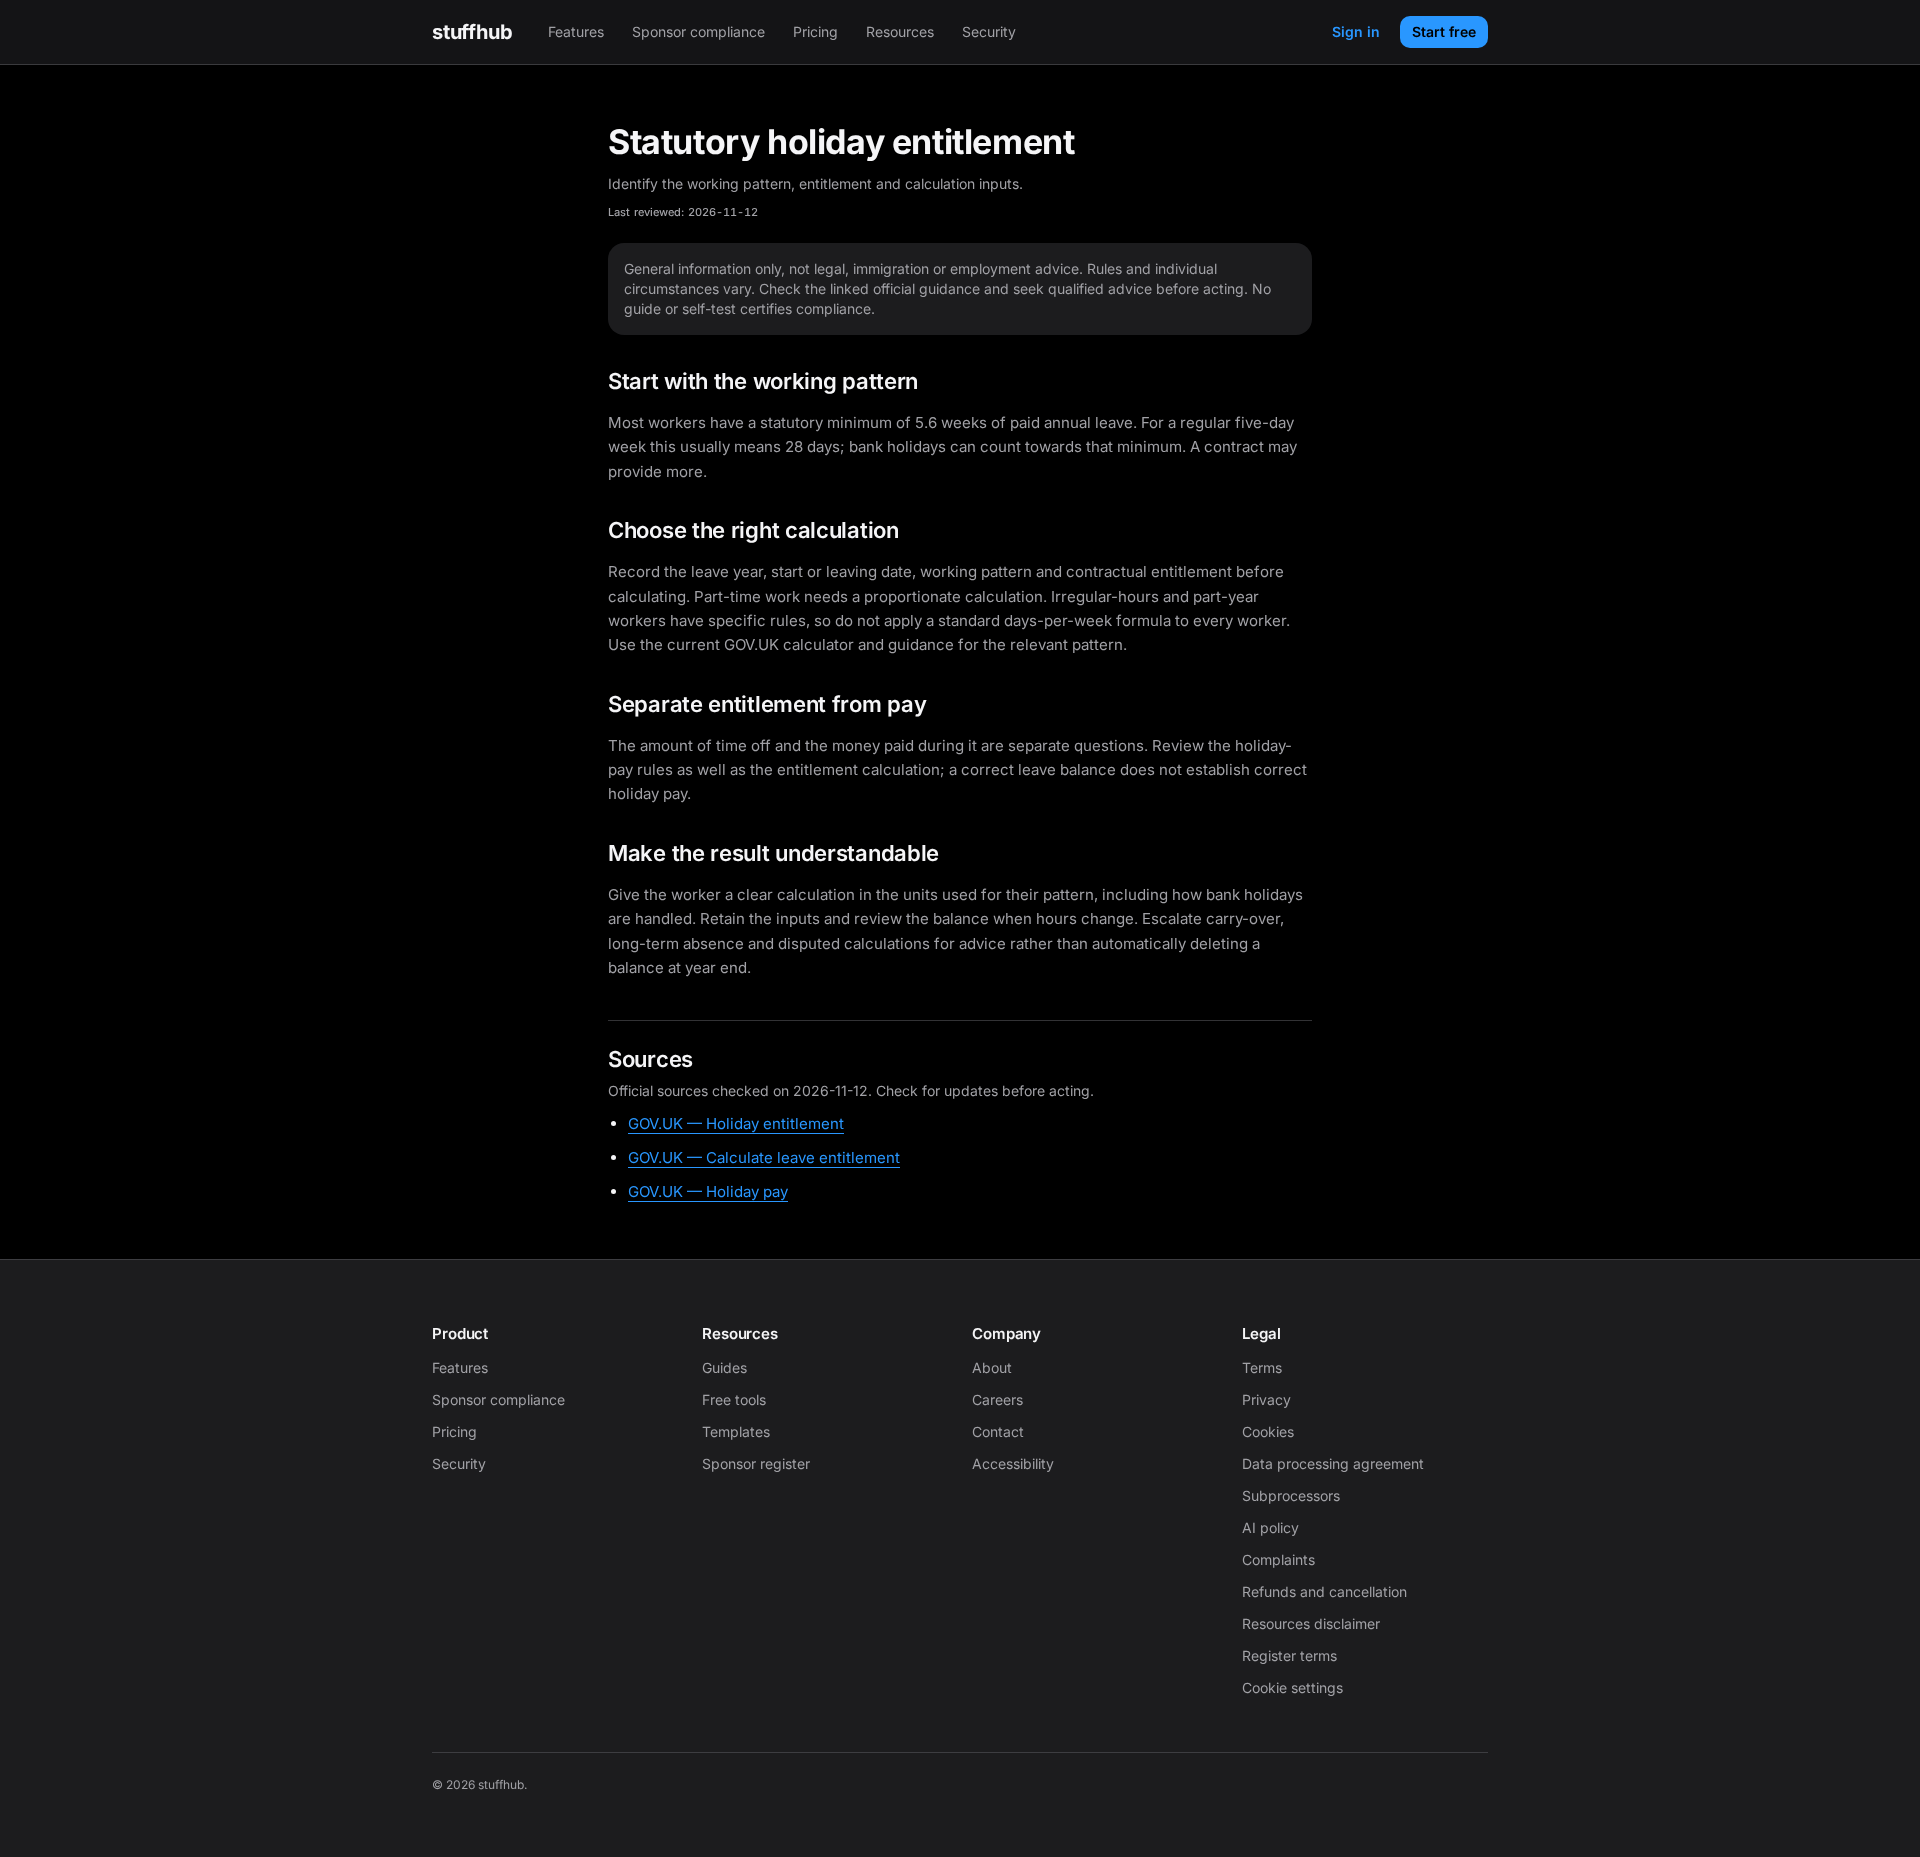 stuffhub
Features
Sponsor compliance
Pricing
Resources
Security
Sign in
Start free
Statutory holiday entitlement
Identify the working pattern, entitlement and calculation inputs.
Last reviewed: 2026-11-12
General information only, not legal, immigration or employment advice. Rules and individual
circumstances vary. Check the linked official guidance and seek qualified advice before acting. No
guide or self-test certifies compliance.
Start with the working pattern
Most workers have a statutory minimum of 5.6 weeks of paid annual leave. For a regular five-day
week this usually means 28 days; bank holidays can count towards that minimum. A contract may
provide more.
Choose the right calculation
Record the leave year, start or leaving date, working pattern and contractual entitlement before
calculating. Part-time work needs a proportionate calculation. Irregular-hours and part-year
workers have specific rules, so do not apply a standard days-per-week formula to every worker.
Use the current GOV.UK calculator and guidance for the relevant pattern.
Separate entitlement from pay
The amount of time off and the money paid during it are separate questions. Review the holiday-
pay rules as well as the entitlement calculation; a correct leave balance does not establish correct
holiday pay.
Make the result understandable
Give the worker a clear calculation in the units used for their pattern, including how bank holidays
are handled. Retain the inputs and review the balance when hours change. Escalate carry-over,
long-term absence and disputed calculations for advice rather than automatically deleting a
balance at year end.
Sources
Official sources checked on 2026-11-12. Check for updates before acting.
• GOV.UK — Holiday entitlement
• GOV.UK — Calculate leave entitlement
• GOV.UK — Holiday pay
Product
Features
Sponsor compliance
Pricing
Security
Resources
Guides
Free tools
Templates
Sponsor register
Company
About
Careers
Contact
Accessibility
Legal
Terms
Privacy
Cookies
Data processing agreement
Subprocessors
AI policy
Complaints
Refunds and cancellation
Resources disclaimer
Register terms
Cookie settings
© 2026 stuffhub.